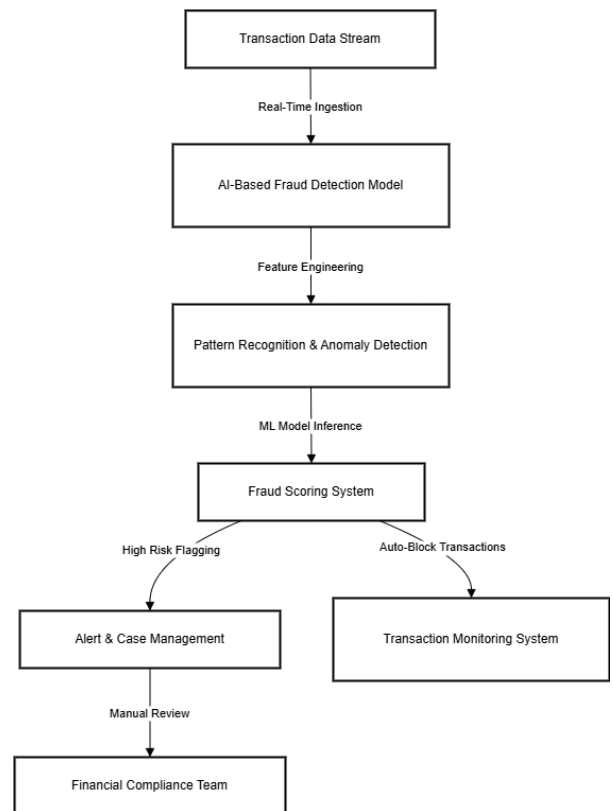 Transaction Data Stream
Real-Time Ingestion
AI-Based Fraud Detection Model
Feature Engineering
Pattern Recognition & Anomaly Detection
ML Model Inference
Fraud Scoring System
High Risk Flagging
Auto-Block Transactions
Alert & Case Management
Transaction Monitoring System
Manual Review
Financial Compliance Team